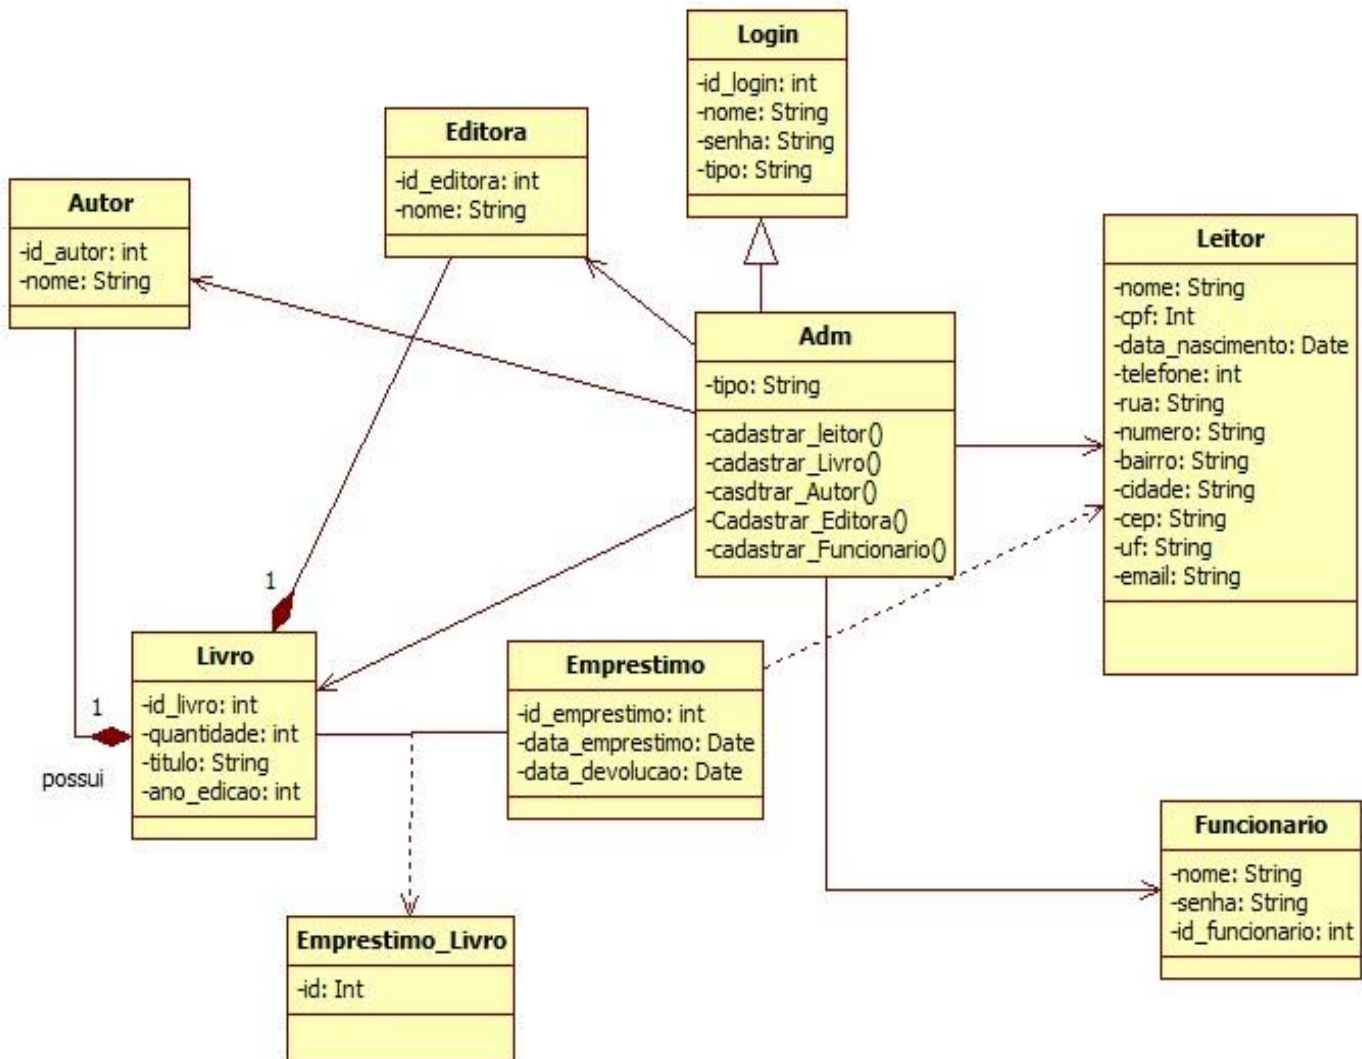 Login
-id_login: int
-nome: String
-senha: String
-tipo: String
Editora
-id_editora: int
-nome: String
Autor
-id_autor: int
-nome: String
Leitor
-nome: String
-cpf: Int
-data_nascimento: Date
-telefone: int
-rua: String
-numero: String
-bairro: String
-cidade: String
-cep: String
-uf: String
-email: String
Adm
-tipo: String
-cadastrar_leitor()
-cadastrar_Livro()
-casdtrar_Autor()
-Cadastrar_Editora()
-cadastrar_Funcionario()
1
Livro
-id_livro: int
-quantidade: int
-titulo: String
-ano_edicao: int
1
possui
Emprestimo
-id_emprestimo: int
-data_emprestimo: Date
-data_devolucao: Date
Funcionario
-nome: String
-senha: String
-id_funcionario: int
Emprestimo_Livro
-id: Int